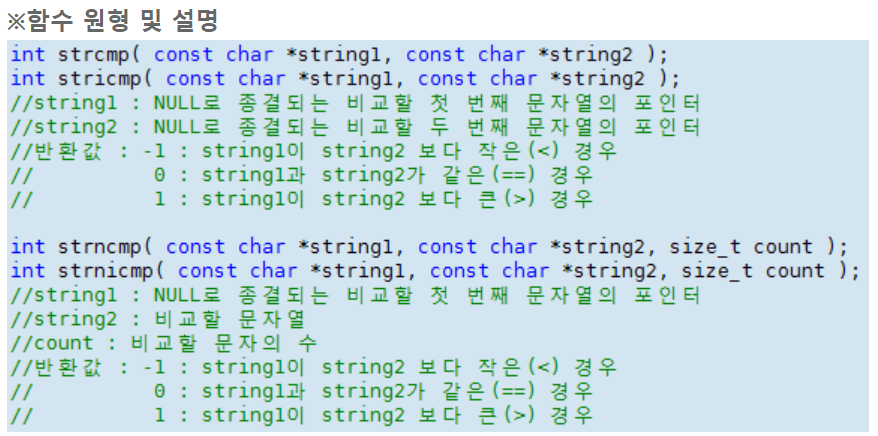 ※함수 원형 및 설명
int strcmp( const char *string1, const char *string2 );
int stricmp( const char *string1, const char *string2 );
//string1 : NULL로 종결되는 비교할 첫 번째 문자열의 포인터
//string2 : NULL로 종결되는 비교할 두 번째 문자열의 포인터
//반환값 : -1 : string1이 string2 보다 작은(<) 경우
//          0 : string1과 string2가 같은(==) 경우
//          1 : string1이 string2 보다 큰(>) 경우
int strncmp( const char *string1, const char *string2, size_t count );
int strnicmp( const char *string1, const char *string2, size_t count );
//string1 : NULL로 종결되는 비교할 첫 번째 문자열의 포인터
//string2 : 비교할 문자열
//count : 비교할 문자의 수
//반환값 : -1 : string1이 string2 보다 작은(<) 경우
//          0 : string1과 string2가 같은(==) 경우
//          1 : string1이 string2 보다 큰(>) 경우